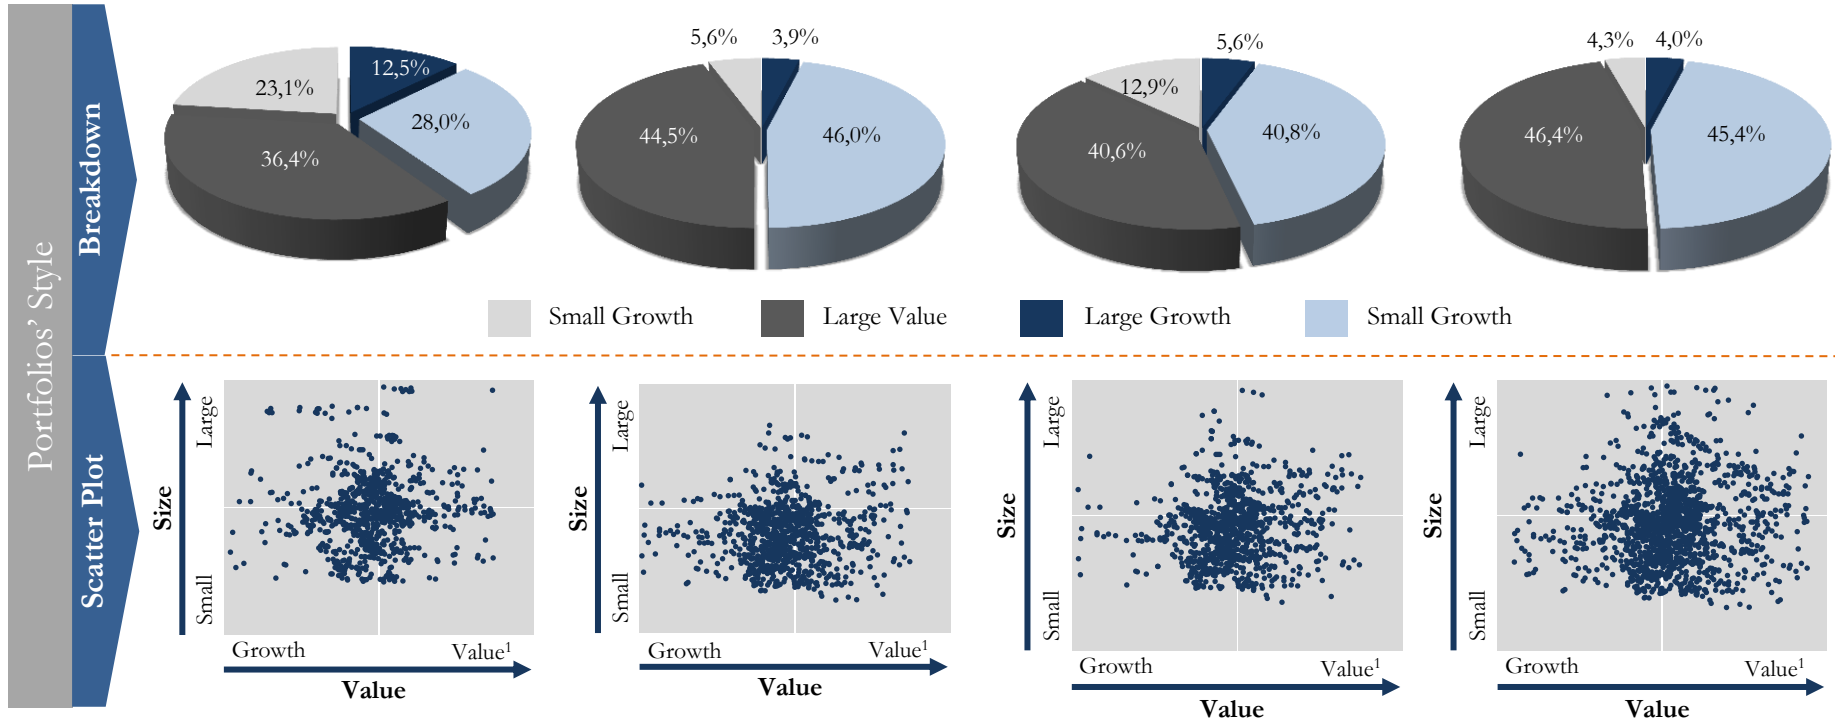 Portfolios' Style
Breakdown
12,5%
23,1%
28,0%
36,4%
5,6%
3,9%
44,5%
46,0%
5,6%
12,9%
40,8%
40,6%
4,3%
4,0%
46,4%
45,4%
Small Growth
Large Value
Large Growth
Small Growth
Scatter Plot
Size
Large
Small
Growth
Value¹
Value
Size
Large
Small
Growth
Value¹
Value
Size
Large
Small
Growth
Value¹
Value
Size
Large
Small
Growth
Value¹
Value